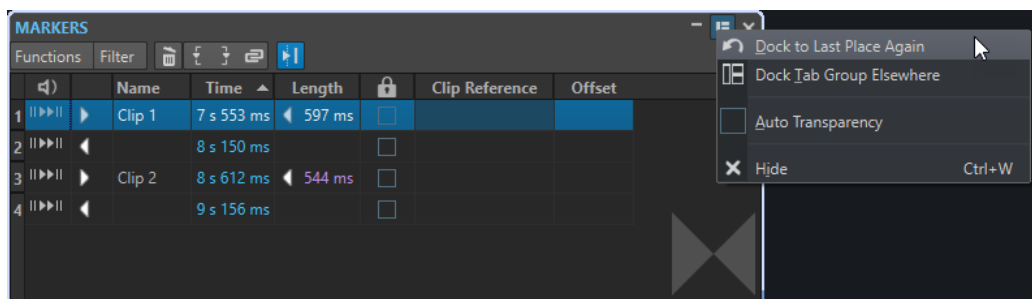 MARKERS
Functions Filter
Name Time Length Clip Reference Offset
1 Clip 1 7 s 553 ms 597 ms
2 8 s 150 ms
3 Clip 2 8 s 612 ms 544 ms
4 9 s 156 ms
Dock to Last Place Again
Dock Tab Group Elsewhere
Auto Transparency
Hide Ctrl+W